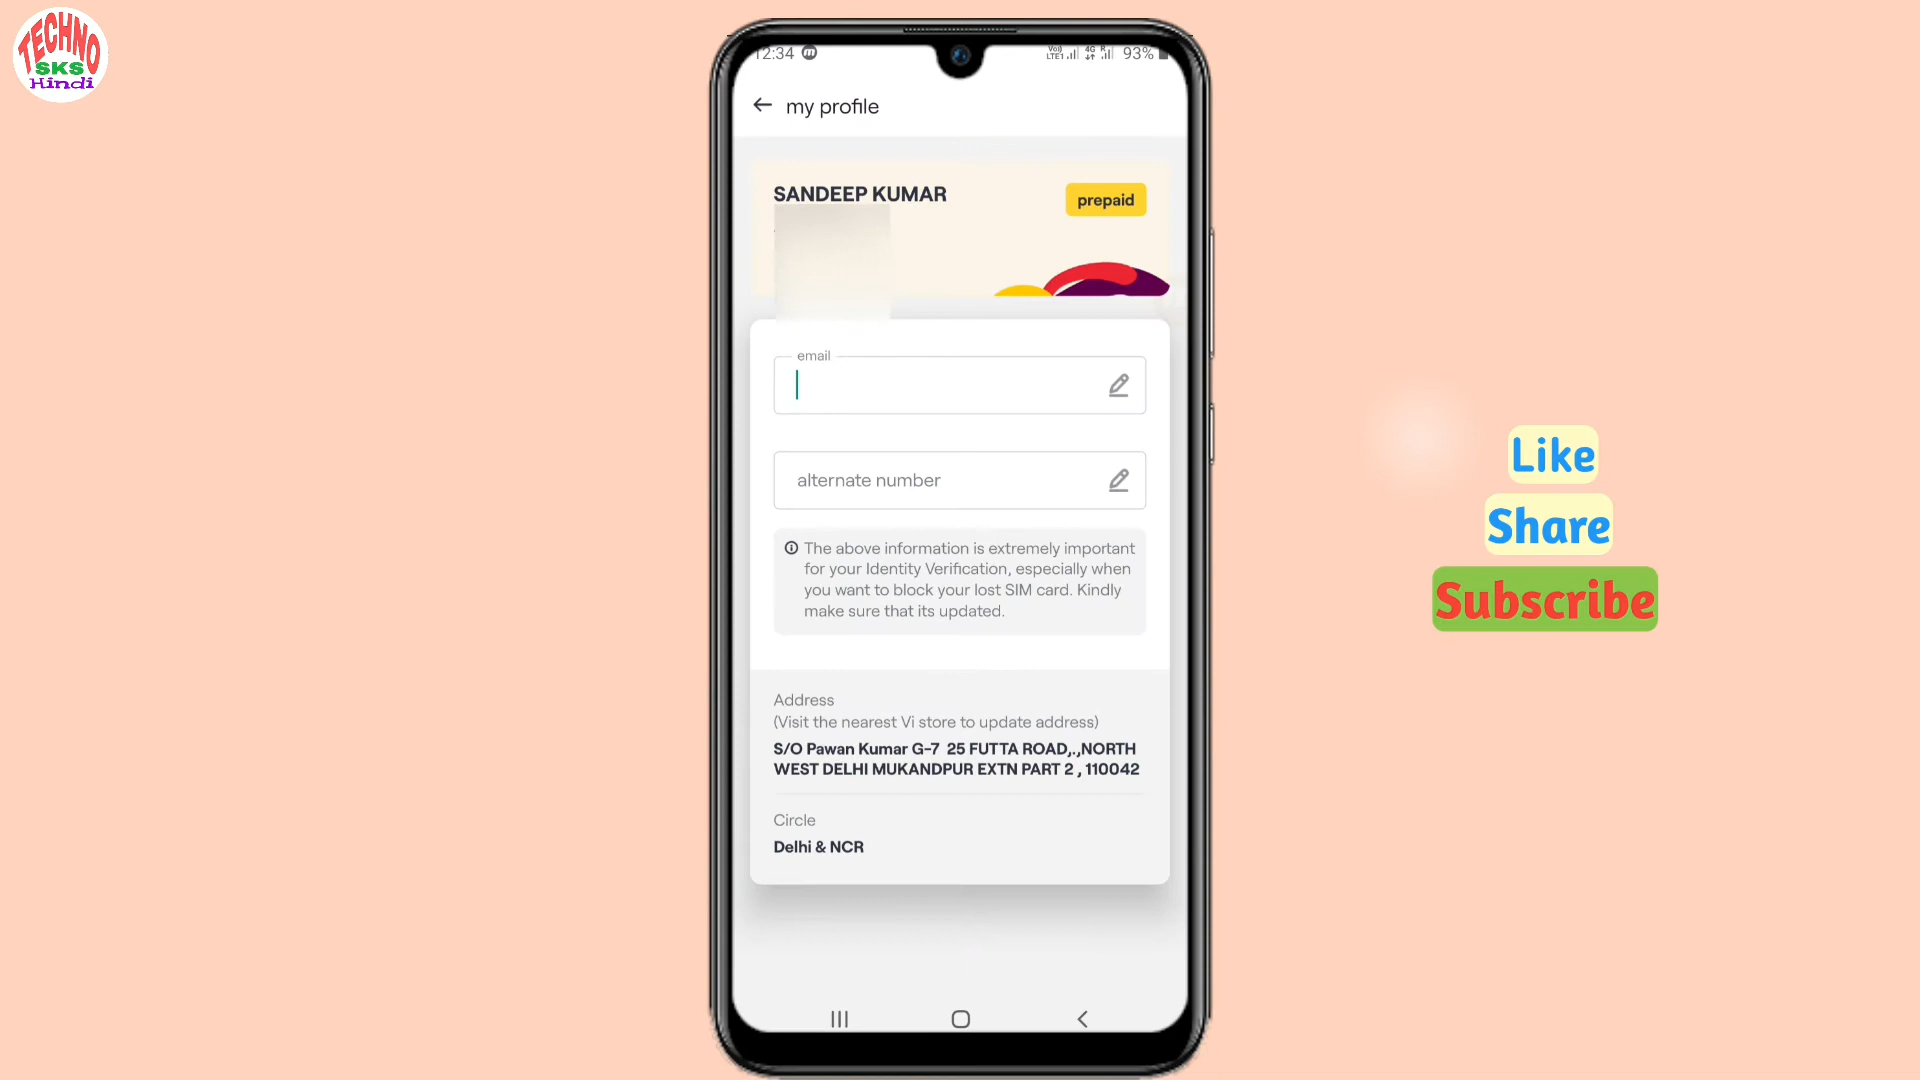 TECHNO
SKS
Hindi
12:34
Vo)) LTE1 4G R 93%
my profile
SANDEEP KUMAR
prepaid
email
alternate number
The above information is extremely important
for your Identity Verification, especially when
you want to block your lost SIM card. Kindly
make sure that its updated.
Address
(Visit the nearest Vi store to update address)
S/O Pawan Kumar G-7 25 FUTTA ROAD,.,NORTH
WEST DELHI MUKANDPUR EXTN PART 2 , 110042
Circle
Delhi & NCR
Like
Share
Subscribe